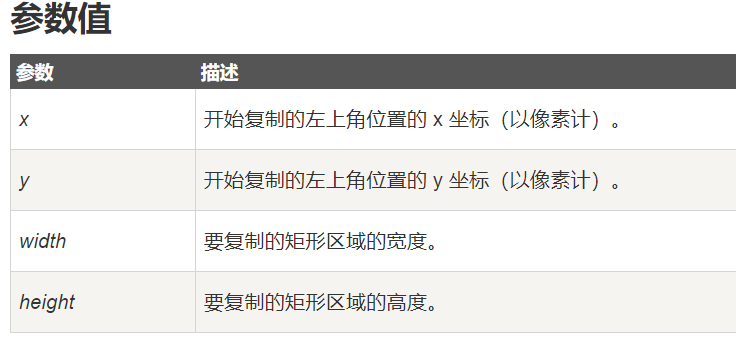 参数值
参数 描述
x 开始复制的左上角位置的 x 坐标（以像素计）。
y 开始复制的左上角位置的 y 坐标（以像素计）。
width 要复制的矩形区域的宽度。
height 要复制的矩形区域的高度。